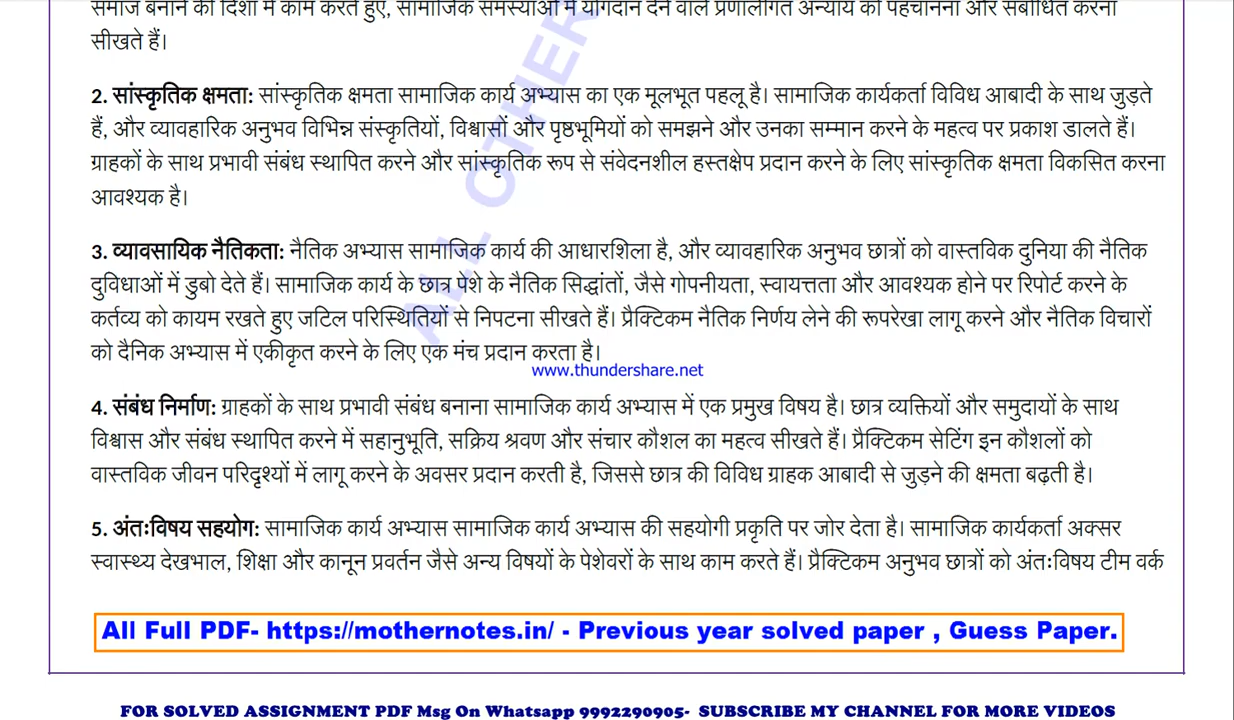 समाज बनाने की दिशा में काम करते हुए, सामाजिक समस्याओं में योगदान देने वाले प्रणालीगत अन्याय को पहचानना और संबोधित करना
सीखते हैं।
2. सांस्कृतिक क्षमता: सांस्कृतिक क्षमता सामाजिक कार्य अभ्यास का एक मूलभूत पहलू है। सामाजिक कार्यकर्ता विविध आबादी के साथ जुड़ते
हैं, और व्यावहारिक अनुभव विभिन्न संस्कृतियों, विश्वासों और पृष्ठभूमियों को समझने और उनका सम्मान करने के महत्व पर प्रकाश डालते हैं।
ग्राहकों के साथ प्रभावी संबंध स्थापित करने और सांस्कृतिक रूप से संवेदनशील हस्तक्षेप प्रदान करने के लिए सांस्कृतिक क्षमता विकसित करना
आवश्यक है।
3. व्यावसायिक नैतिकता: नैतिक अभ्यास सामाजिक कार्य की आधारशिला है, और व्यावहारिक अनुभव छात्रों को वास्तविक दुनिया की नैतिक
दुविधाओं में डुबो देते हैं। सामाजिक कार्य के छात्र पेशे के नैतिक सिद्धांतों, जैसे गोपनीयता, स्वायत्तता और आवश्यक होने पर रिपोर्ट करने के
कर्तव्य को कायम रखते हुए जटिल परिस्थितियों से निपटना सीखते हैं। प्रैक्टिकम नैतिक निर्णय लेने की रूपरेखा लागू करने और नैतिक विचारों
को दैनिक अभ्यास में एकीकृत करने के लिए एक मंच प्रदान करता है।
www.thundershare.net
4. संबंध निर्माण: ग्राहकों के साथ प्रभावी संबंध बनाना सामाजिक कार्य अभ्यास में एक प्रमुख विषय है। छात्र व्यक्तियों और समुदायों के साथ
विश्वास और संबंध स्थापित करने में सहानुभूति, सक्रिय श्रवण और संचार कौशल का महत्व सीखते हैं। प्रैक्टिकम सेटिंग इन कौशलों को
वास्तविक जीवन परिदृश्यों में लागू करने के अवसर प्रदान करती है, जिससे छात्र की विविध ग्राहक आबादी से जुड़ने की क्षमता बढ़ती है।
5. अंतःविषय सहयोग: सामाजिक कार्य अभ्यास सामाजिक कार्य अभ्यास की सहयोगी प्रकृति पर जोर देता है। सामाजिक कार्यकर्ता अक्सर
स्वास्थ्य देखभाल, शिक्षा और कानून प्रवर्तन जैसे अन्य विषयों के पेशेवरों के साथ काम करते हैं। प्रैक्टिकम अनुभव छात्रों को अंतःविषय टीम वर्क
ALL OTHER
All Full PDF- https://mothernotes.in/ - Previous year solved paper , Guess Paper.
FOR SOLVED ASSIGNMENT PDF Msg On Whatsapp 9992290905- SUBSCRIBE MY CHANNEL FOR MORE VIDEOS